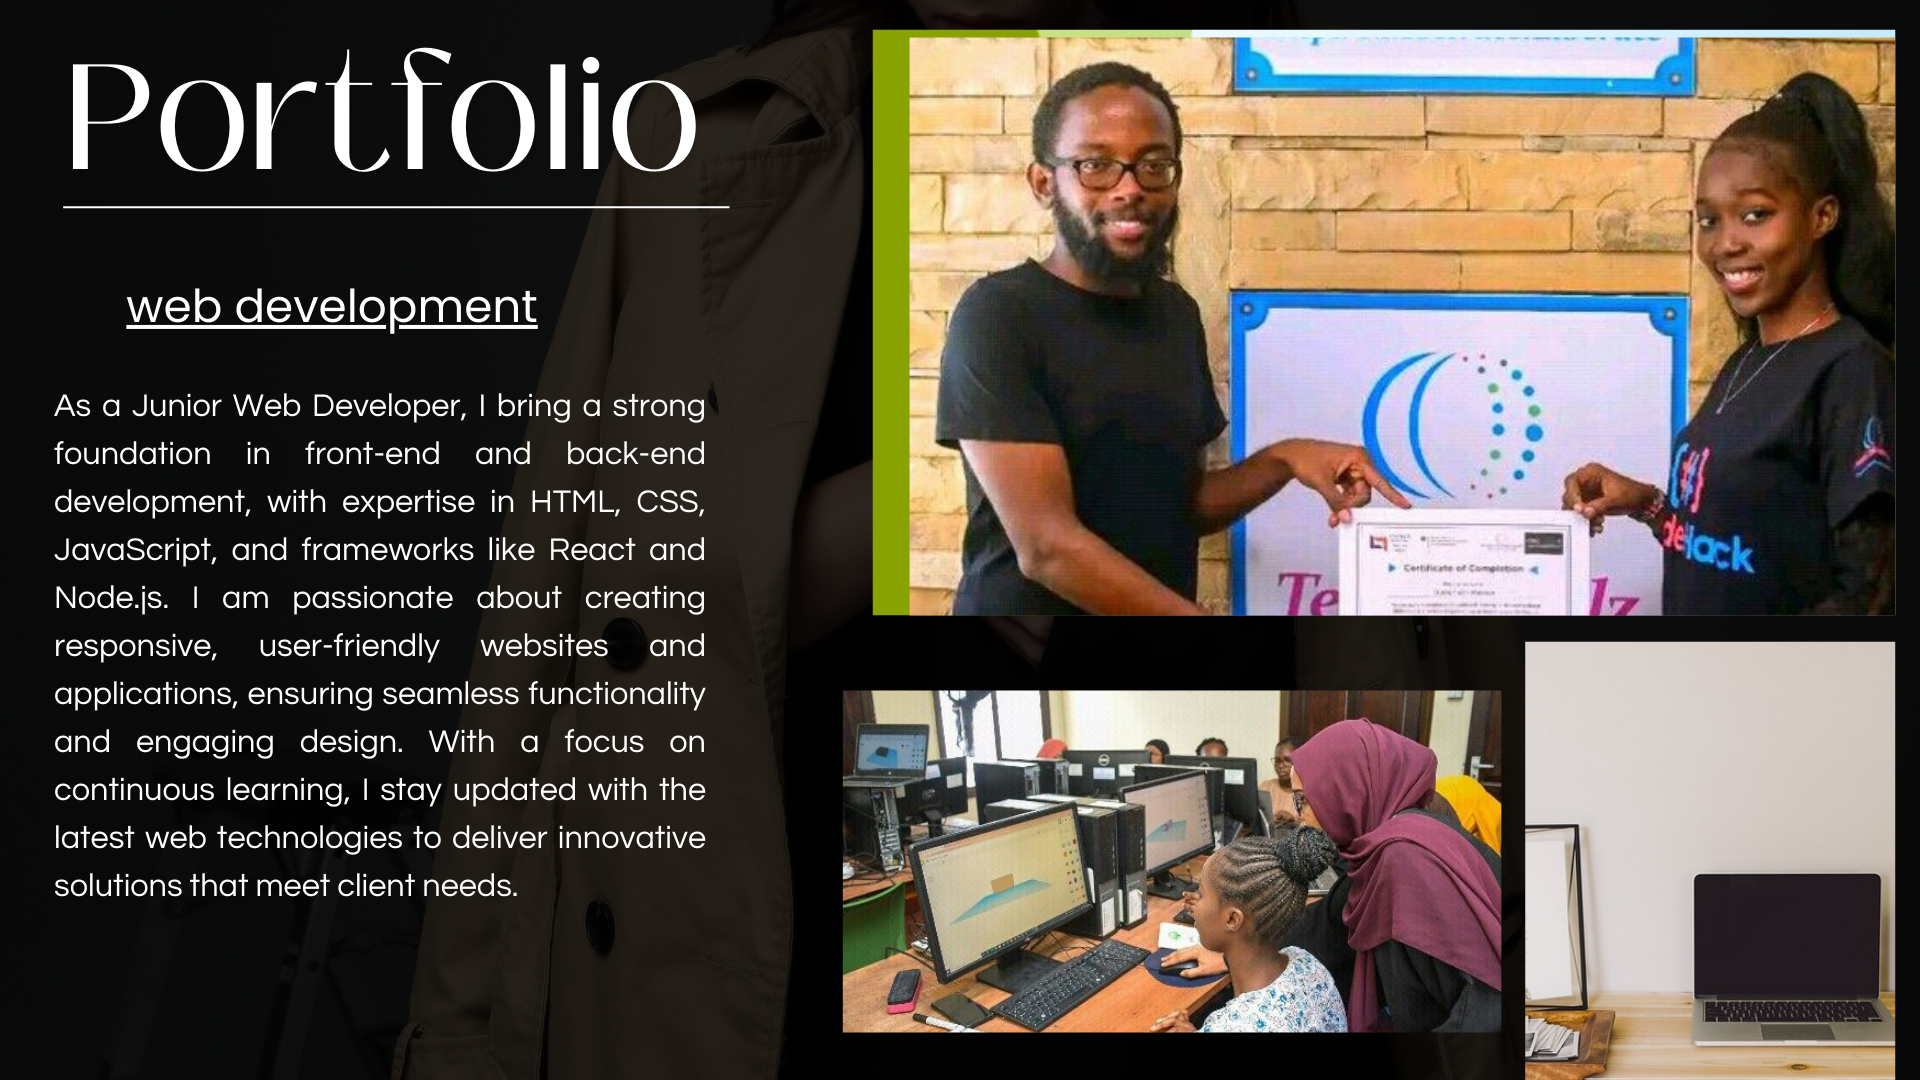 Portfolio
web development
As a Junior Web Developer, I bring a strong
foundation in front-end and back-end
development, with expertise in HTML, CSS,
JavaScript, and frameworks like React and
Node.js. I am passionate about creating
responsive, user-friendly websites and
applications, ensuring seamless functionality
and engaging design. With a focus on
continuous learning, I stay updated with the
latest web technologies to deliver innovative
solutions that meet client needs.
Certificate of Completion